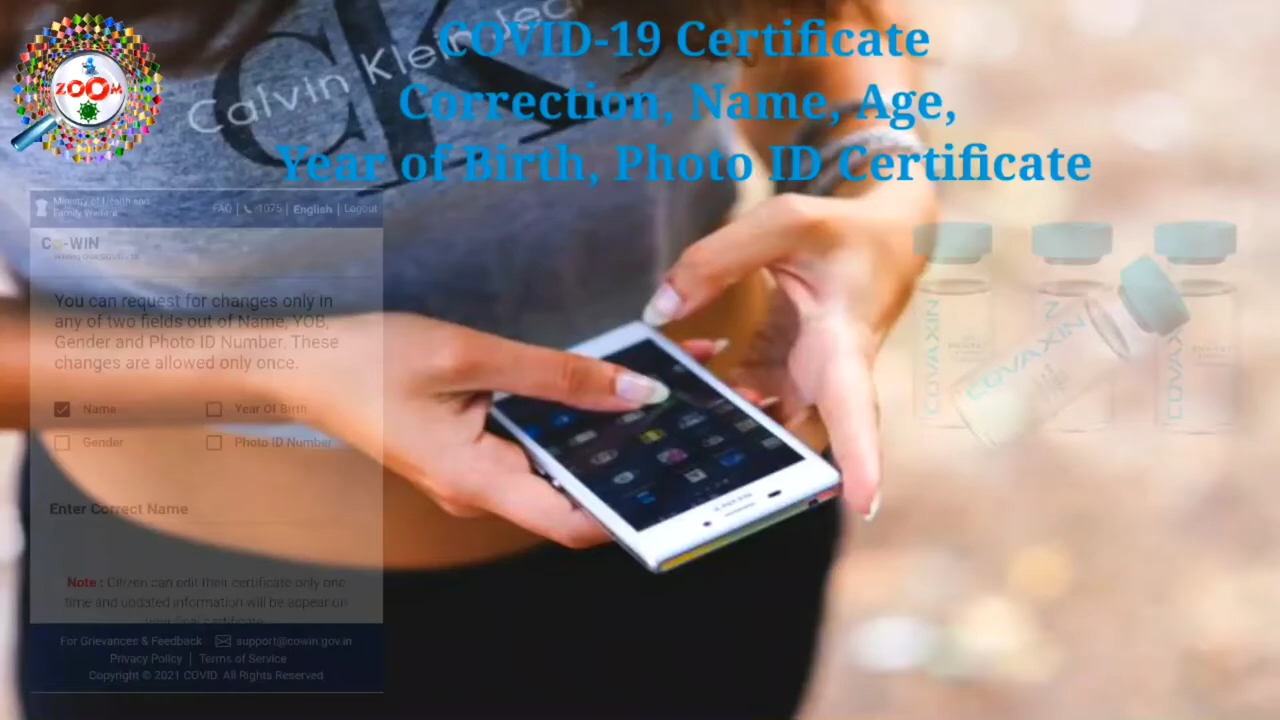 COVID-19 Certificate
Correction, Name, Age,
Year of Birth, Photo ID Certificate
ZOOM
Calvin Klein
CK
Ministry of Health and
Family Welfare
FAQ | 1075 | English | Logout
Co-WIN
You can request for changes only in
any of two fields out of Name, YOB,
Gender and Photo ID Number. These
changes are allowed only once.
Name
Year Of Birth
Gender
Photo ID Number
Enter Correct Name
Note : Citizen can edit their certificate only one
time and updated information will be appear on
your final certificate.
For Grievances & Feedback support@cowin.gov.in
Privacy Policy | Terms of Service
Copyright © 2021 COVID. All Rights Reserved
COVAXIN
COVAXIN
COVAXIN